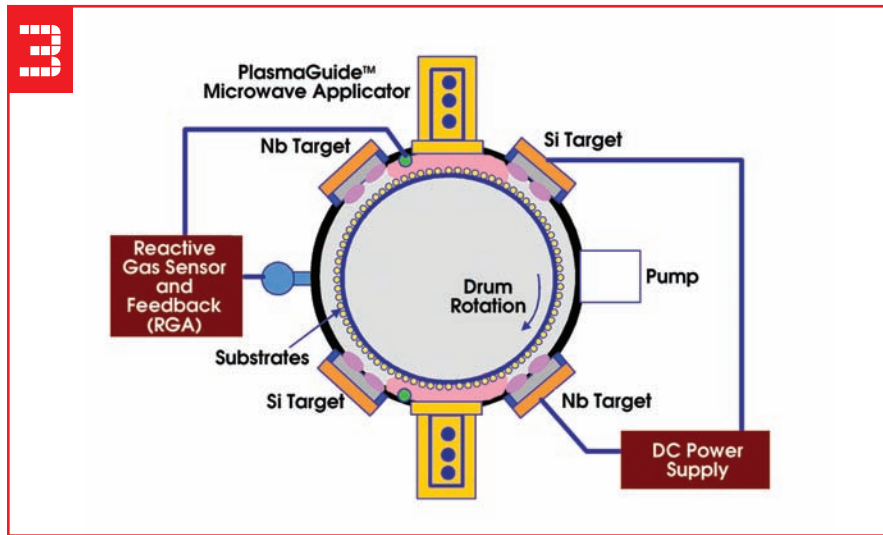 3
PlasmaGuide™
Microwave Applicator
Nb Target
Si Target
Reactive
Gas Sensor
and
Feedback
(RGA)
Drum
Rotation
Pump
Substrates
Si Target
Nb Target
DC Power
Supply